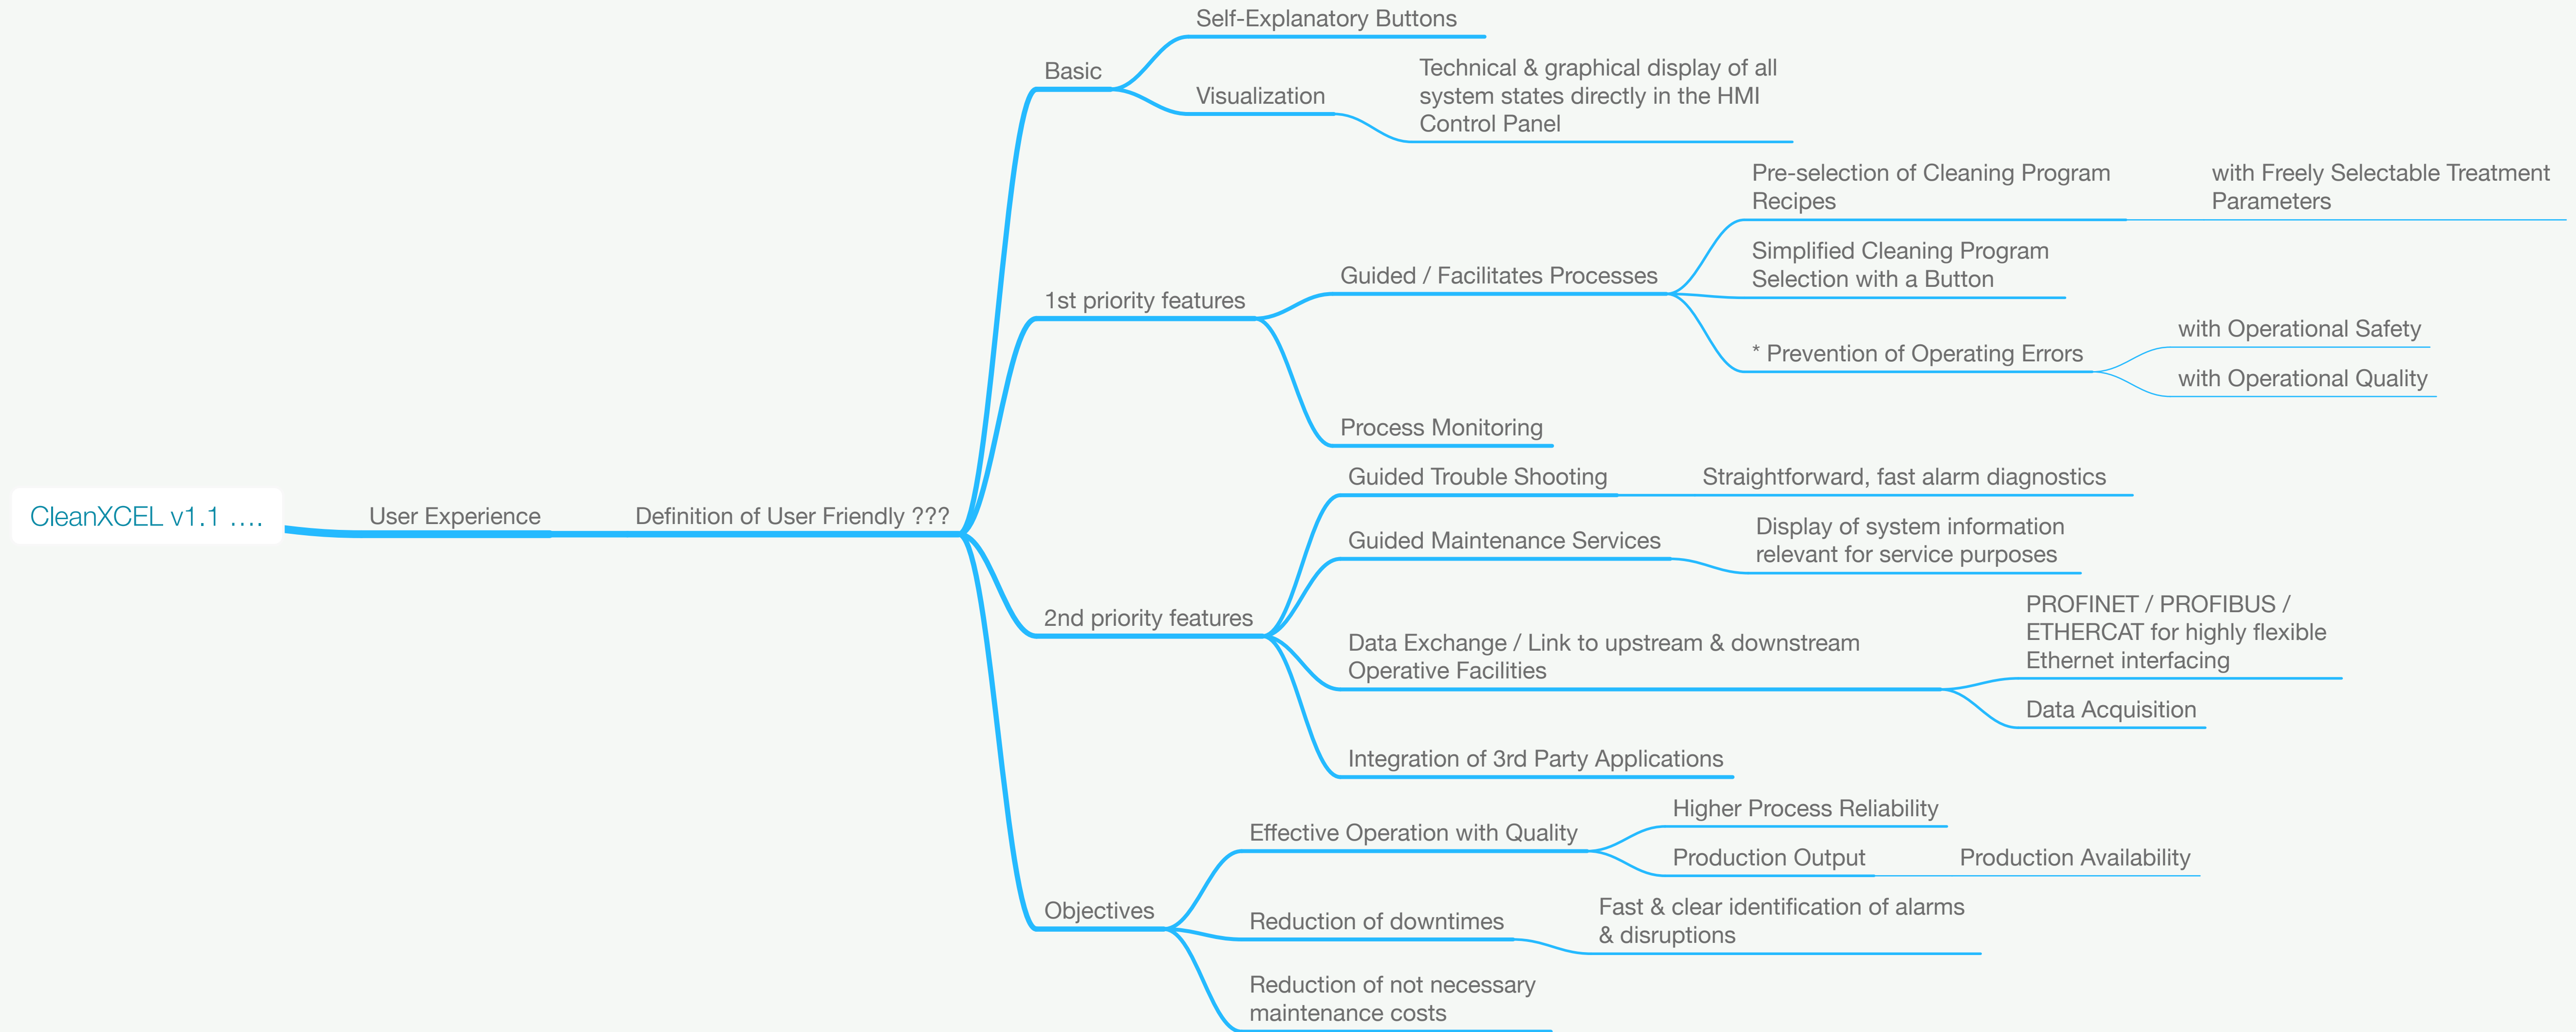 CleanXCEL v1.1 ....
User Experience
Definition of User Friendly ???
Basic
Self-Explanatory Buttons
Visualization
Technical & graphical display of all
system states directly in the HMI
Control Panel
1st priority features
Guided / Facilitates Processes
Pre-selection of Cleaning Program
Recipes
with Freely Selectable Treatment
Parameters
Simplified Cleaning Program
Selection with a Button
* Prevention of Operating Errors
with Operational Safety
with Operational Quality
Process Monitoring
2nd priority features
Guided Trouble Shooting
Straightforward, fast alarm diagnostics
Guided Maintenance Services
Display of system information
relevant for service purposes
Data Exchange / Link to upstream & downstream
Operative Facilities
PROFINET / PROFIBUS /
ETHERCAT for highly flexible
Ethernet interfacing
Data Acquisition
Integration of 3rd Party Applications
Objectives
Effective Operation with Quality
Higher Process Reliability
Production Output
Production Availability
Reduction of downtimes
Fast & clear identification of alarms
& disruptions
Reduction of not necessary
maintenance costs